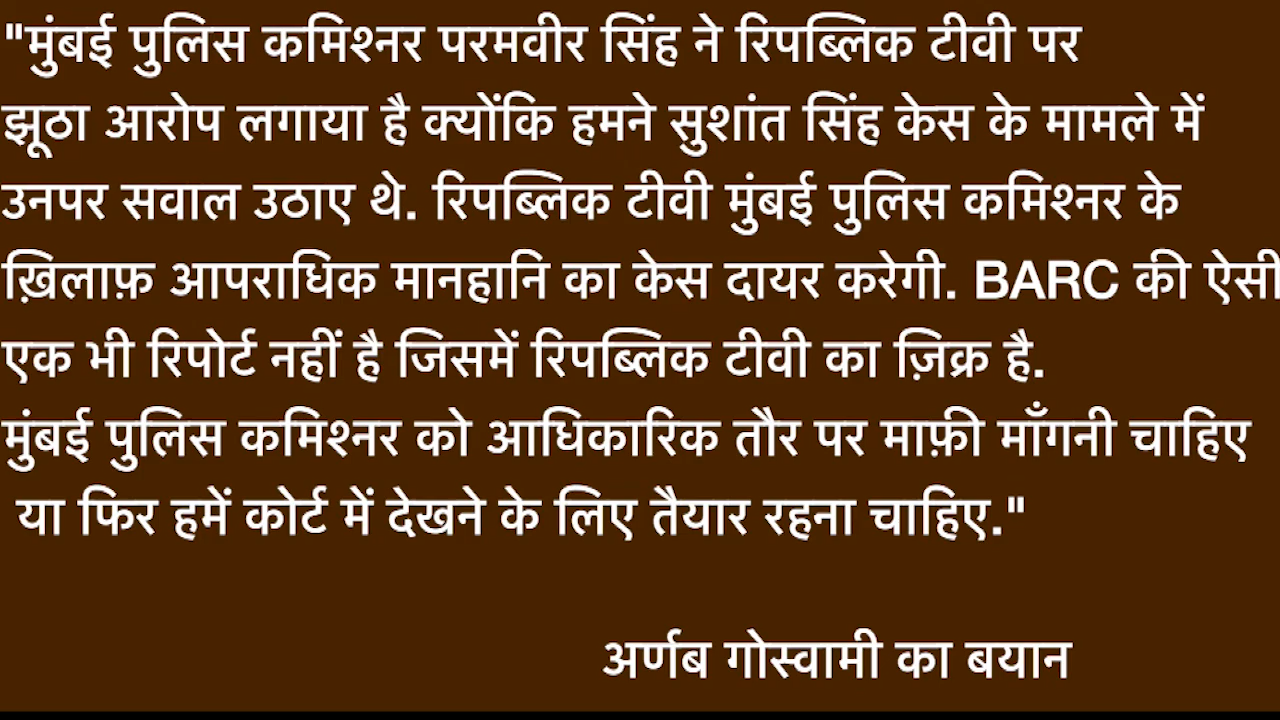 "मुंबई पुलिस कमिश्नर परमवीर सिंह ने रिपब्लिक टीवी पर
झूठा आरोप लगाया है क्योंकि हमने सुशांत सिंह केस के मामले में
उनपर सवाल उठाए थे. रिपब्लिक टीवी मुंबई पुलिस कमिश्नर के
ख़िलाफ़ आपराधिक मानहानि का केस दायर करेगी. BARC की ऐसी
एक भी रिपोर्ट नहीं है जिसमें रिपब्लिक टीवी का ज़िक्र है.
मुंबई पुलिस कमिश्नर को आधिकारिक तौर पर माफ़ी माँगनी चाहिए
या फिर हमें कोर्ट में देखने के लिए तैयार रहना चाहिए."
अर्णब गोस्वामी का बयान